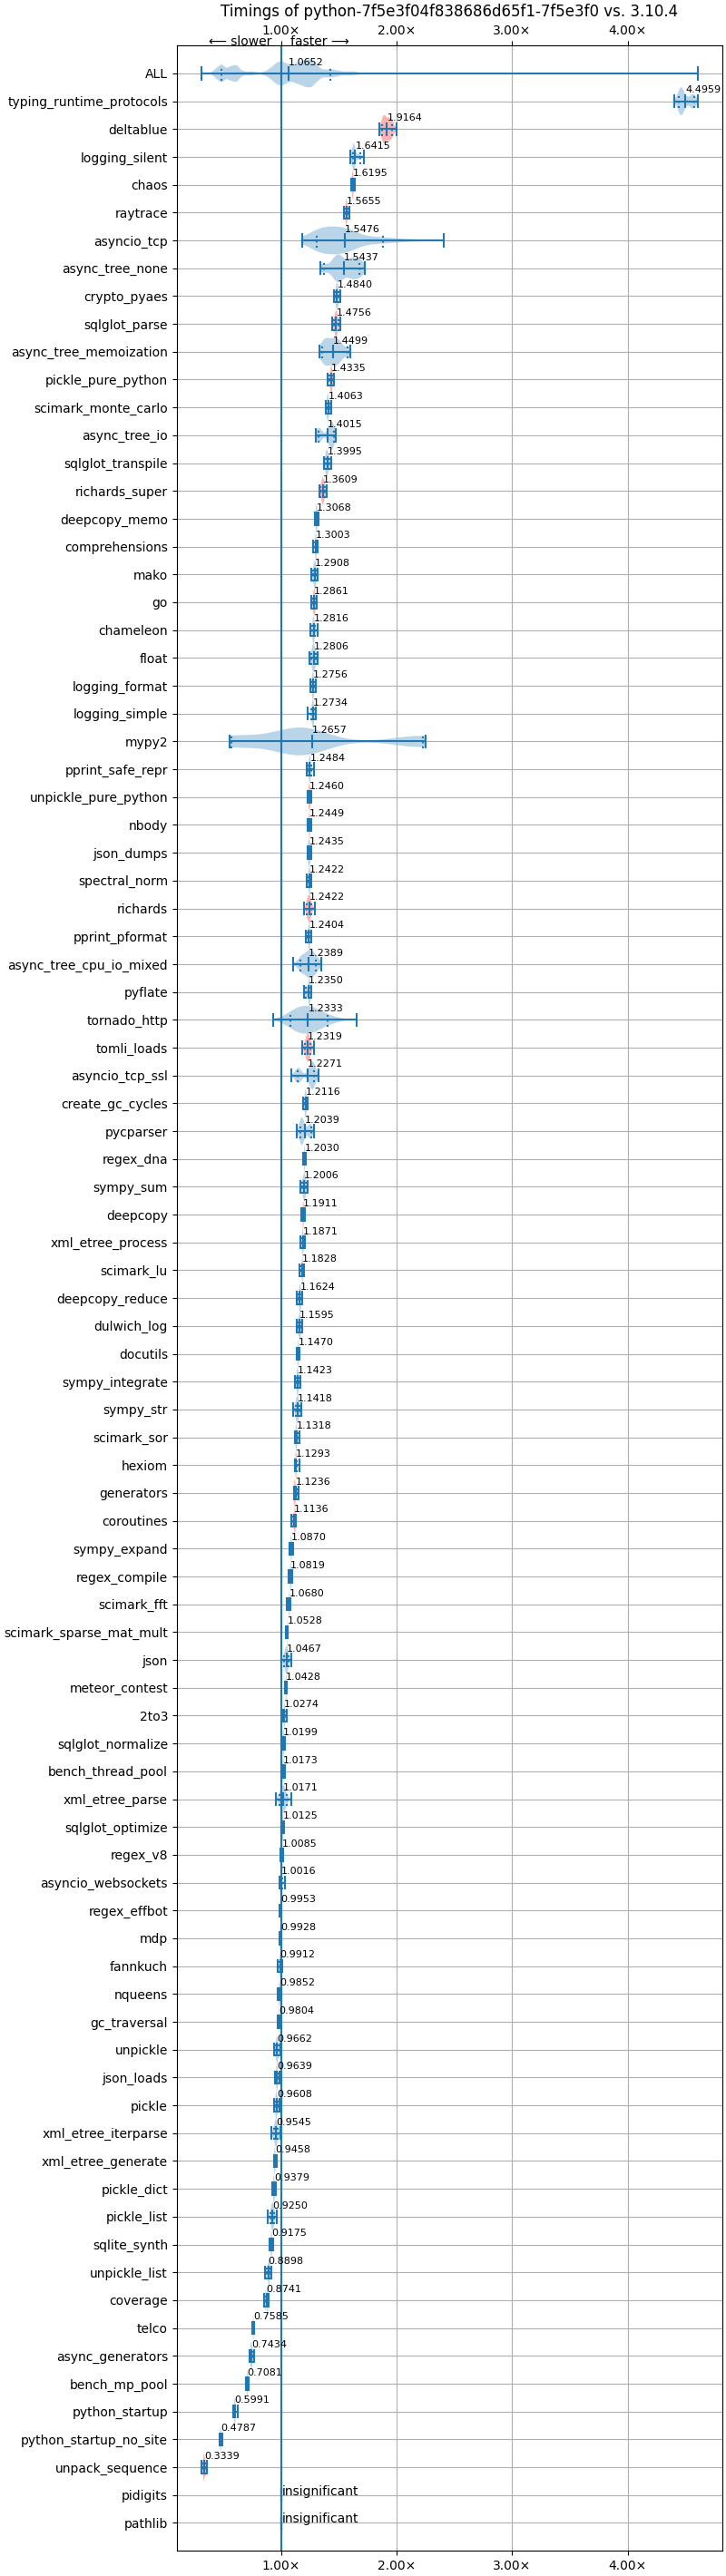 Timings of python-7f5e3f04f838686d65f1-7f5e3f0 vs. 3.10.4
1.00× 2.00× 3.00× 4.00×
⟵ slower faster ⟶
ALL 1.0652
typing_runtime_protocols 4.4959
deltablue 1.9164
logging_silent 1.6415
chaos 1.6195
raytrace 1.5655
asyncio_tcp 1.5476
async_tree_none 1.5437
crypto_pyaes 1.4840
sqlglot_parse 1.4756
async_tree_memoization 1.4499
pickle_pure_python 1.4335
scimark_monte_carlo 1.4063
async_tree_io 1.4015
sqlglot_transpile 1.3995
richards_super 1.3609
deepcopy_memo 1.3068
comprehensions 1.3003
mako 1.2908
go 1.2861
chameleon 1.2816
float 1.2806
logging_format 1.2756
logging_simple 1.2734
mypy2 1.2657
pprint_safe_repr 1.2484
unpickle_pure_python 1.2460
nbody 1.2449
json_dumps 1.2435
spectral_norm 1.2422
richards 1.2422
pprint_pformat 1.2404
async_tree_cpu_io_mixed 1.2389
pyflate 1.2350
tornado_http 1.2333
tomli_loads 1.2319
asyncio_tcp_ssl 1.2271
create_gc_cycles 1.2116
pycparser 1.2039
regex_dna 1.2030
sympy_sum 1.2006
deepcopy 1.1911
xml_etree_process 1.1871
scimark_lu 1.1828
deepcopy_reduce 1.1624
dulwich_log 1.1595
docutils 1.1470
sympy_integrate 1.1423
sympy_str 1.1418
scimark_sor 1.1318
hexiom 1.1293
generators 1.1236
coroutines 1.1136
sympy_expand 1.0870
regex_compile 1.0819
scimark_fft 1.0680
scimark_sparse_mat_mult 1.0528
json 1.0467
meteor_contest 1.0428
2to3 1.0274
sqlglot_normalize 1.0199
bench_thread_pool 1.0173
xml_etree_parse 1.0171
sqlglot_optimize 1.0125
regex_v8 1.0085
asyncio_websockets 1.0016
regex_effbot 0.9953
mdp 0.9928
fannkuch 0.9912
nqueens 0.9852
gc_traversal 0.9804
unpickle 0.9662
json_loads 0.9639
pickle 0.9608
xml_etree_iterparse 0.9545
xml_etree_generate 0.9458
pickle_dict 0.9379
pickle_list 0.9250
sqlite_synth 0.9175
unpickle_list 0.8898
coverage 0.8741
telco 0.7585
async_generators 0.7434
bench_mp_pool 0.7081
python_startup 0.5991
python_startup_no_site 0.4787
unpack_sequence 0.3339
pidigits insignificant
pathlib insignificant
1.00× 2.00× 3.00× 4.00×